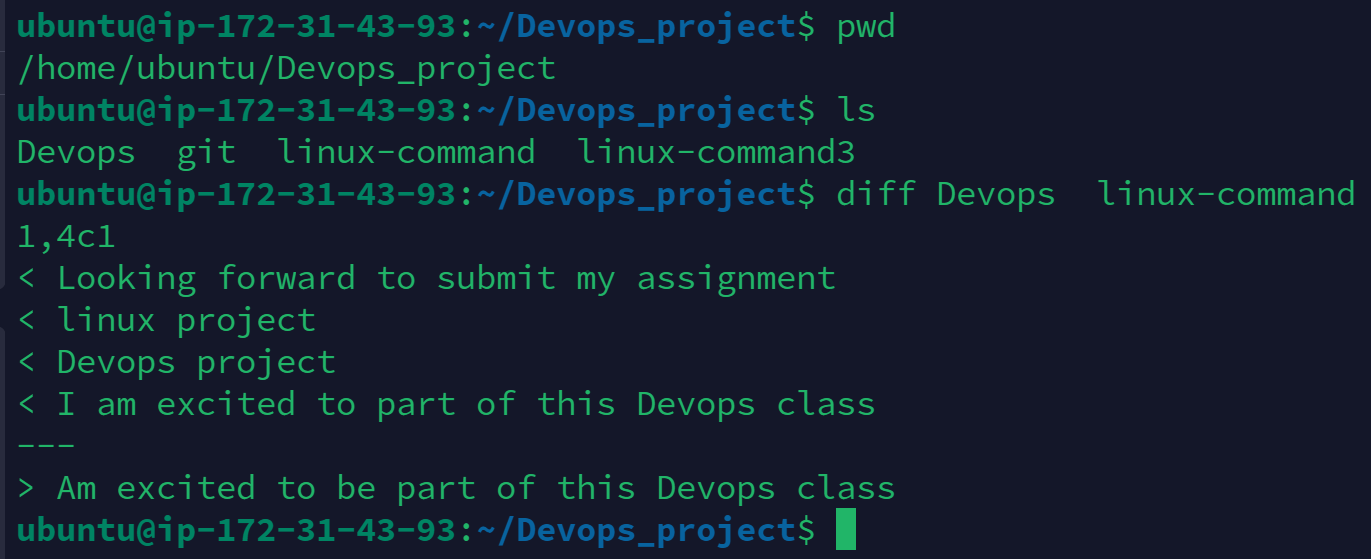 ubuntu@ip-172-31-43-93:~/Devops_project$ pwd
/home/ubuntu/Devops_project
ubuntu@ip-172-31-43-93:~/Devops_project$ ls
Devops  git  linux-command  linux-command3
ubuntu@ip-172-31-43-93:~/Devops_project$ diff Devops  linux-command
1,4c1
< Looking forward to submit my assignment
< linux project
< Devops project
< I am excited to part of this Devops class
---
> Am excited to be part of this Devops class
ubuntu@ip-172-31-43-93:~/Devops_project$